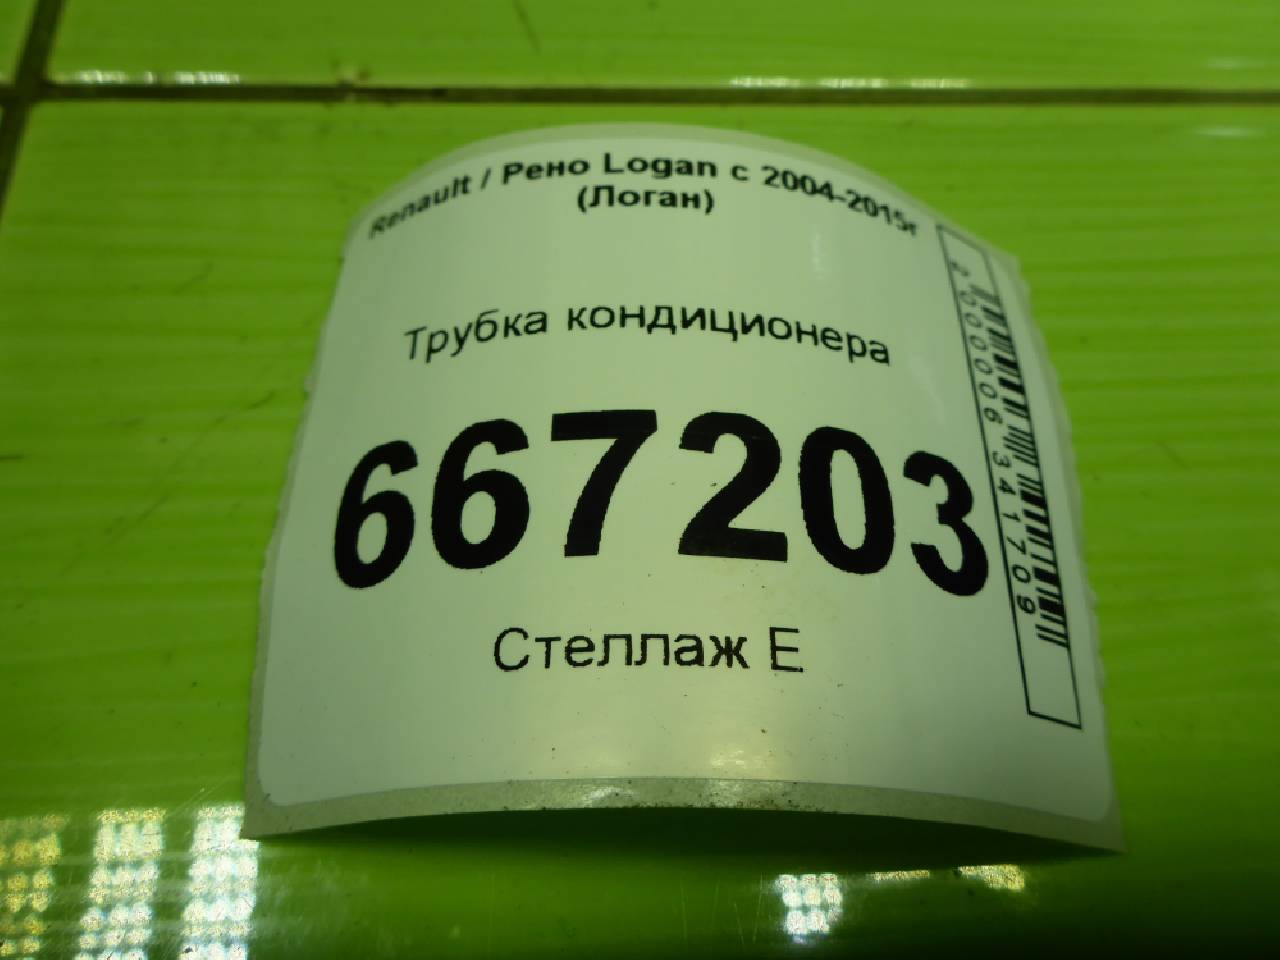 Renault / Рено Logan с 2004-2015г
(Логан)
Трубка кондиционера
667203
Стеллаж Е
2000006341709